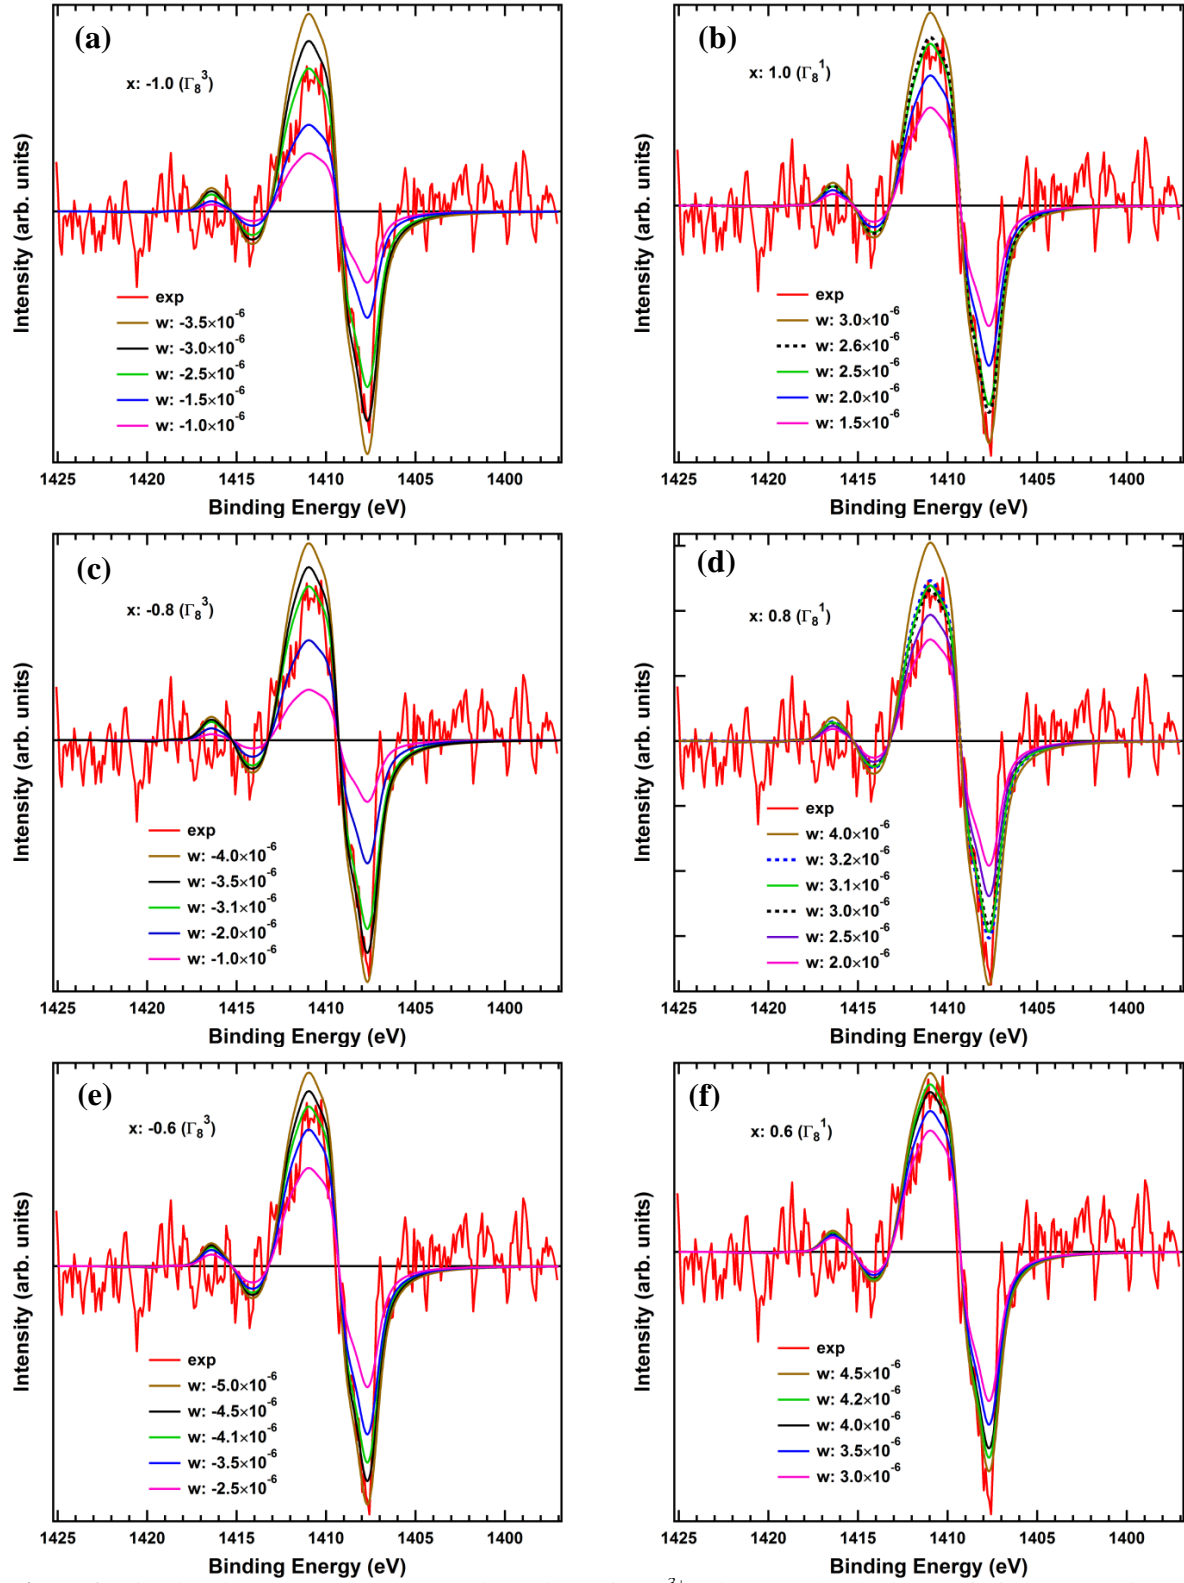 (a)
x: -1.0 (Γ₈³)
Intensity (arb. units)
exp
w: -3.5×10⁻⁶
w: -3.0×10⁻⁶
w: -2.5×10⁻⁶
w: -1.5×10⁻⁶
w: -1.0×10⁻⁶
1425 1420 1415 1410 1405 1400
Binding Energy (eV)
(b)
x: 1.0 (Γ₈¹)
Intensity (arb. units)
exp
w: 3.0×10⁻⁶
w: 2.6×10⁻⁶
w: 2.5×10⁻⁶
w: 2.0×10⁻⁶
w: 1.5×10⁻⁶
1425 1420 1415 1410 1405 1400
Binding Energy (eV)
(c)
x: -0.8 (Γ₈³)
Intensity (arb. units)
exp
w: -4.0×10⁻⁶
w: -3.5×10⁻⁶
w: -3.1×10⁻⁶
w: -2.0×10⁻⁶
w: -1.0×10⁻⁶
1425 1420 1415 1410 1405 1400
Binding Energy (eV)
(d)
x: 0.8 (Γ₈¹)
Intensity (arb. units)
exp
w: 4.0×10⁻⁶
w: 3.2×10⁻⁶
w: 3.1×10⁻⁶
w: 3.0×10⁻⁶
w: 2.5×10⁻⁶
w: 2.0×10⁻⁶
1425 1420 1415 1410 1405 1400
Binding Energy (eV)
(e)
x: -0.6 (Γ₈³)
Intensity (arb. units)
exp
w: -5.0×10⁻⁶
w: -4.5×10⁻⁶
w: -4.1×10⁻⁶
w: -3.5×10⁻⁶
w: -2.5×10⁻⁶
1425 1420 1415 1410 1405 1400
Binding Energy (eV)
(f)
x: 0.6 (Γ₈¹)
Intensity (arb. units)
exp
w: 4.5×10⁻⁶
w: 4.2×10⁻⁶
w: 4.0×10⁻⁶
w: 3.5×10⁻⁶
w: 3.0×10⁻⁶
1425 1420 1415 1410 1405 1400
Binding Energy (eV)